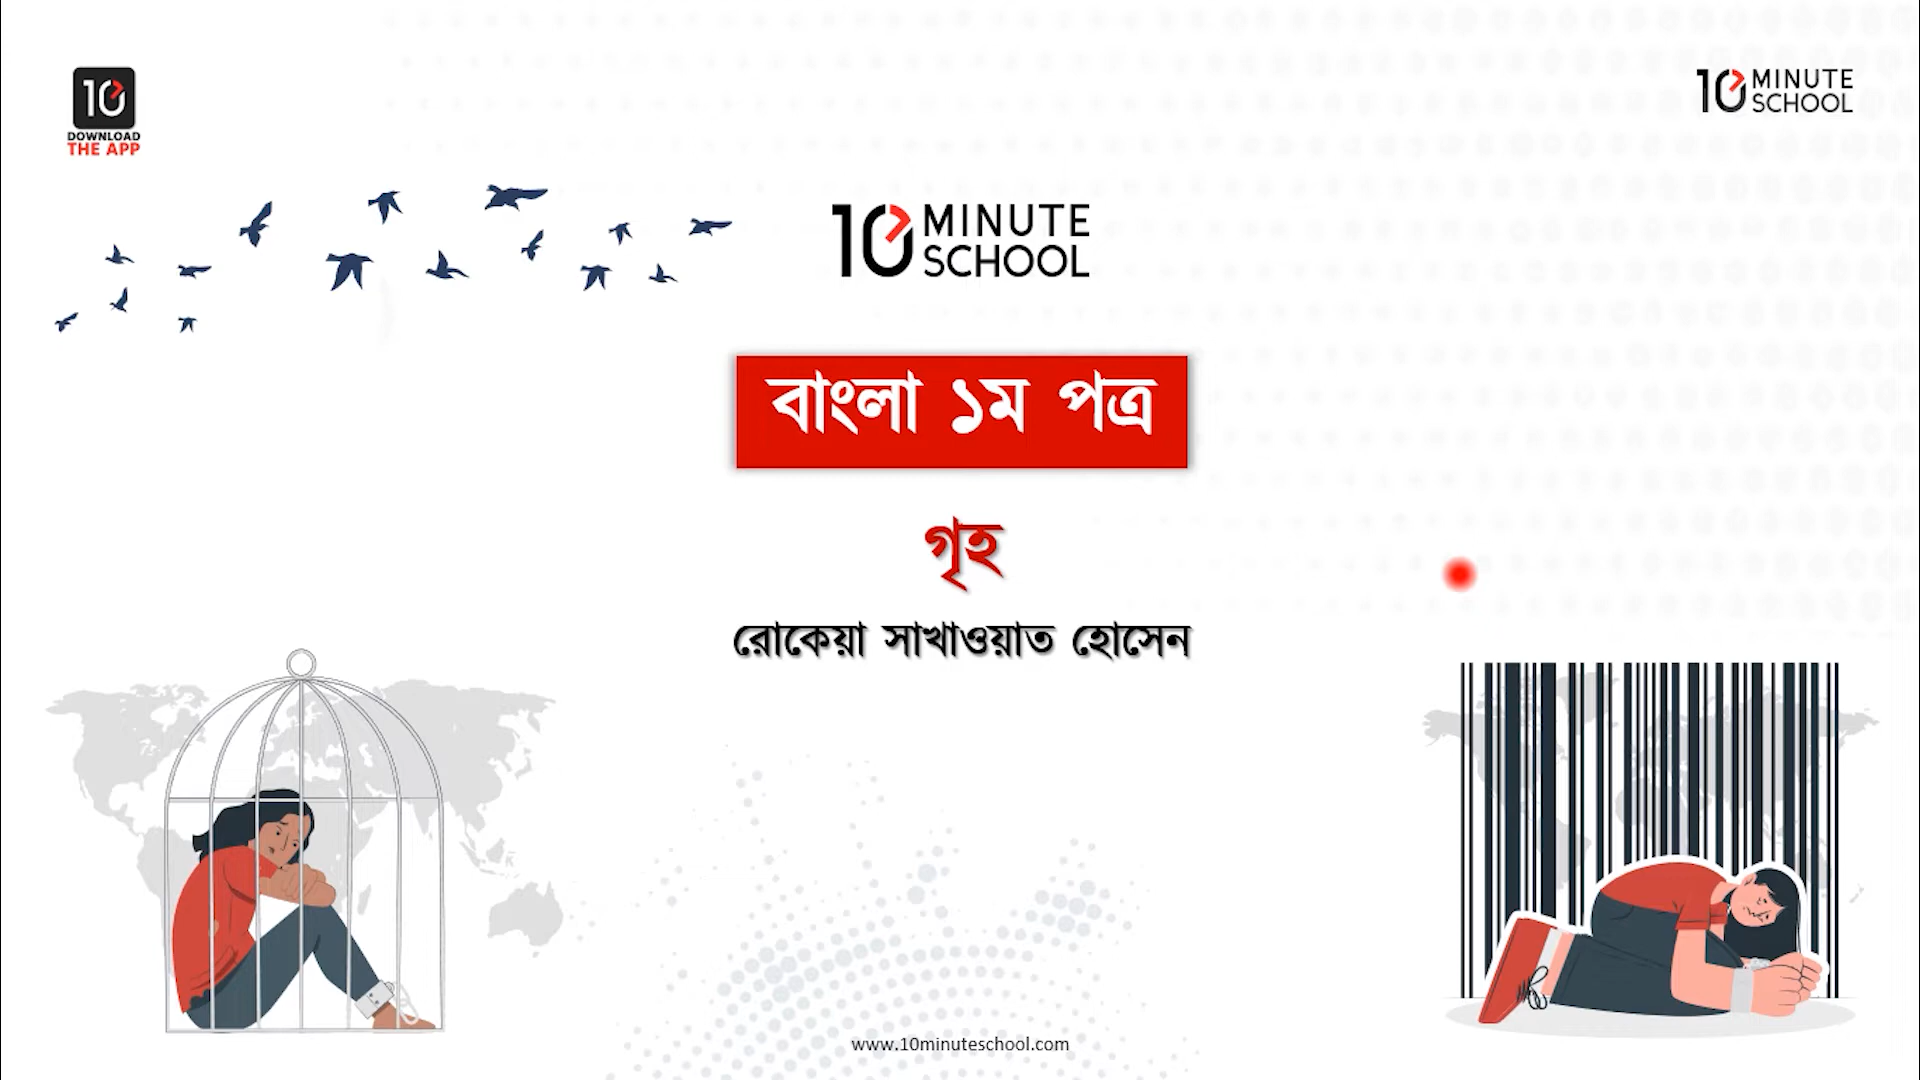 10
DOWNLOAD
THE APP
10 MINUTE
SCHOOL
10 MINUTE
SCHOOL
বাংলা ১ম পত্র
গৃহ
রোকেয়া সাখাওয়াত হোসেন
www.10minuteschool.com